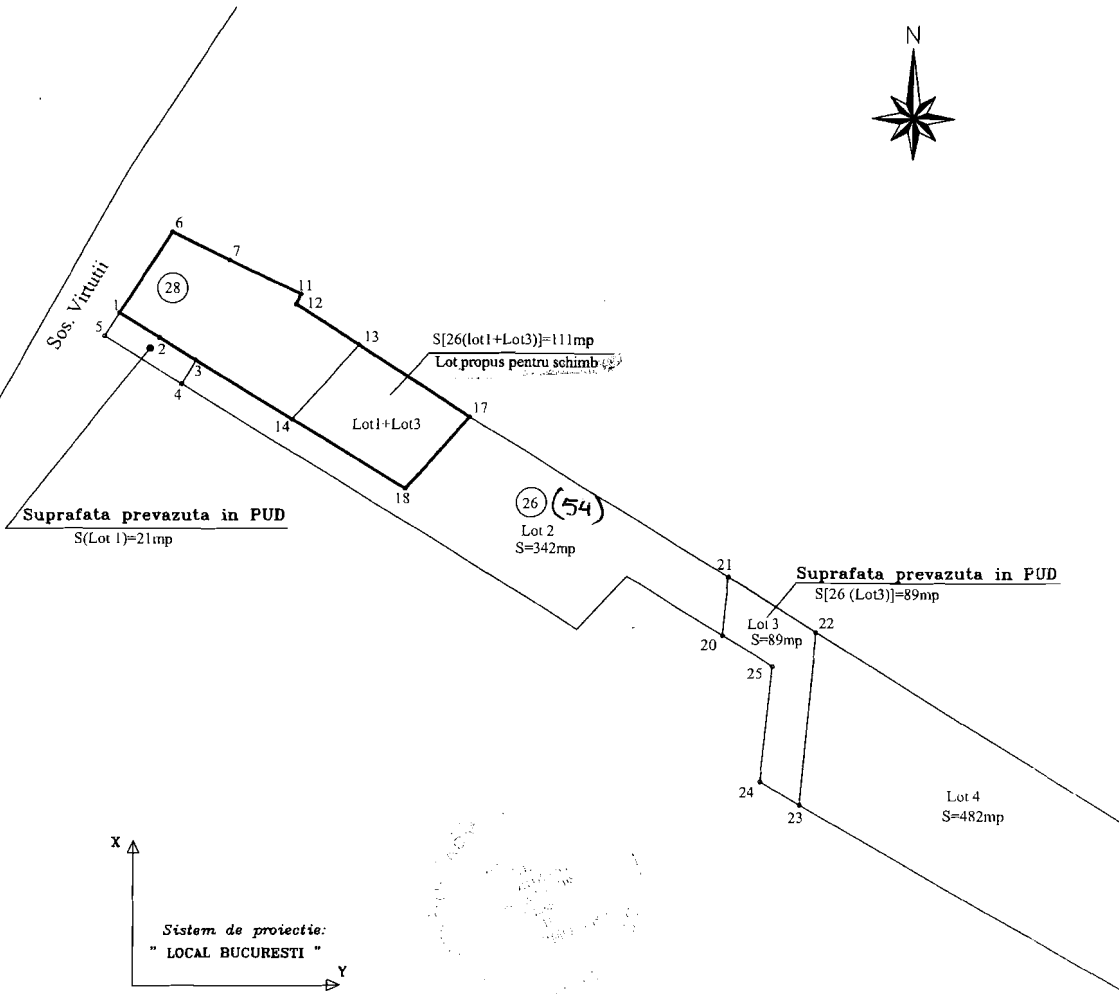 N
6
7
11
12
28
Sos. Virtutii
1
5
2
3
4
13
S[26(lot1+Lot3)]=111mp
Lot propus pentru schimb
14
Lot1+Lot3
17
18
Suprafata prevazuta in PUD
S(Lot 1)=21mp
26 (54)
Lot 2
S=342mp
21
Suprafata prevazuta in PUD
S[26 (Lot3)]=89mp
22
Lot 3
S=89mp
20
25
24
23
Lot 4
S=482mp
X
Sistem de proiectie:
" LOCAL BUCURESTI "
Y